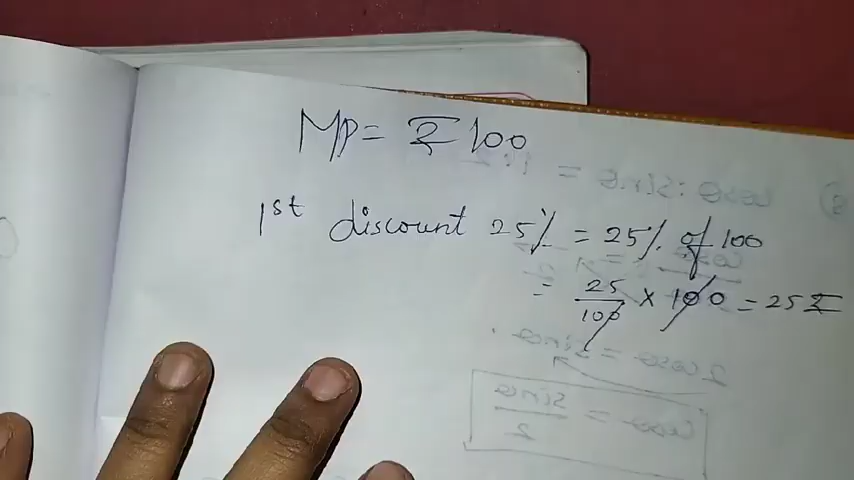 MP = ₹ 100
1st discount 25% = 25% of 100
= 25/100 × 100 = 25 ₹